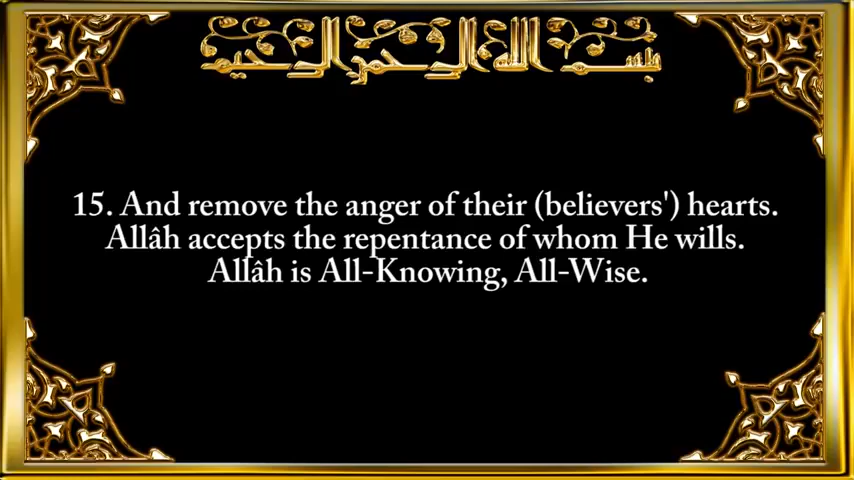 بسم الله الرحمن الرحيم
15. And remove the anger of their (believers') hearts.
Allâh accepts the repentance of whom He wills.
Allâh is All-Knowing, All-Wise.